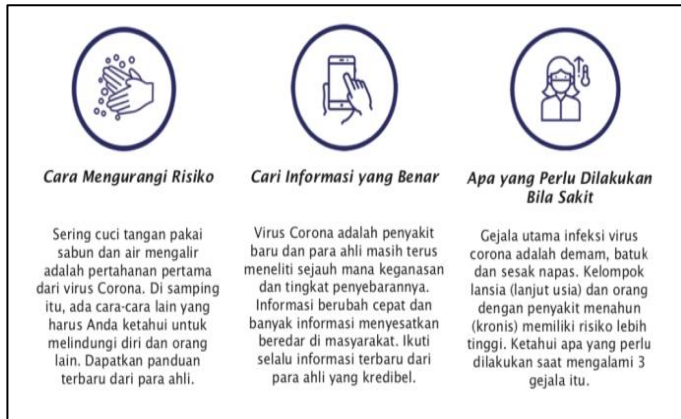 Cara Mengurangi Risiko
Sering cuci tangan pakai
sabun dan air mengalir
adalah pertahanan pertama
dari virus Corona. Di samping
itu, ada cara-cara lain yang
harus Anda ketahui untuk
melindungi diri dan orang
lain. Dapatkan panduan
terbaru dari para ahli.
Cari Informasi yang Benar
Virus Corona adalah penyakit
baru dan para ahli masih terus
meneliti sejauh mana keganasan
dan tingkat penyebarannya.
Informasi berubah cepat dan
banyak informasi menyesatkan
beredar di masyarakat. Ikuti
selalu informasi terbaru dari
para ahli yang kredibel.
Apa yang Perlu Dilakukan
Bila Sakit
Gejala utama infeksi virus
corona adalah demam, batuk
dan sesak napas. Kelompok
lansia (lanjut usia) dan orang
dengan penyakit menahun
(kronis) memiliki risiko lebih
tinggi. Ketahui apa yang perlu
dilakukan saat mengalami 3
gejala itu.